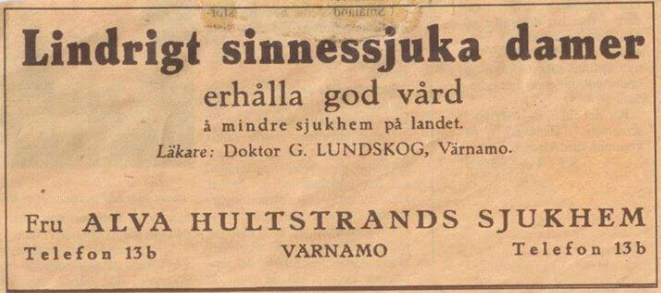 Lindrigt sinnessjuka damer
erhålla god vård
å mindre sjukhem på landet.
Läkare: Doktor G. LUNDSKOG, Värnamo.
Fru ALVA HULTSTRANDS SJUKHEM
Telefon 13b VÄRNAMO Telefon 13b